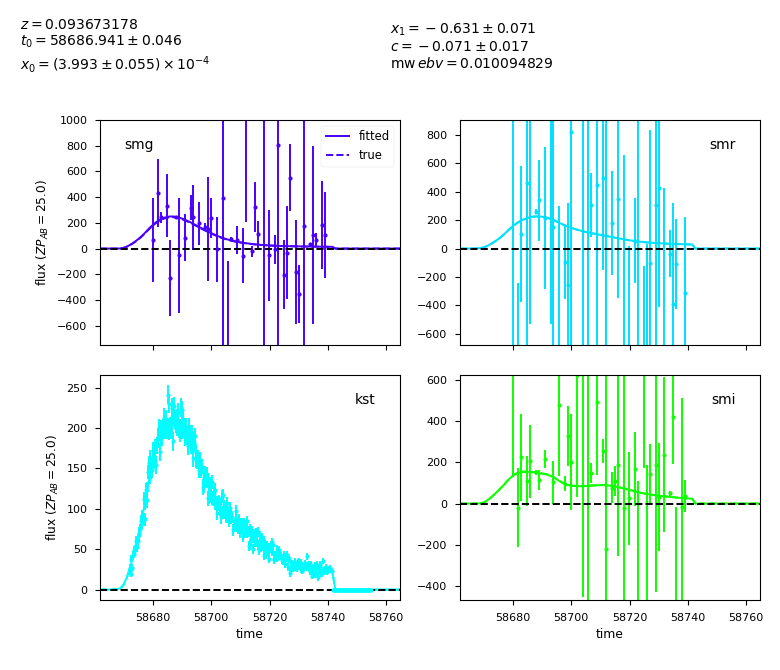 z = 0.093673178
t₀ = 58686.941 ± 0.046
x₀ = (3.993 ± 0.055) × 10⁻⁴
x₁ = −0.631 ± 0.071
c = −0.071 ± 0.017
mw ebv = 0.010094829
1000
800
600
400
200
0
−200
−400
−600
flux (ZP_AB = 25.0)
smg
fitted
true
800
600
400
200
0
−200
−400
−600
smr
250
200
150
100
50
0
flux (ZP_AB = 25.0)
kst
58680 58700 58720 58740 58760
time
600
400
200
0
−200
−400
smi
58680 58700 58720 58740 58760
time